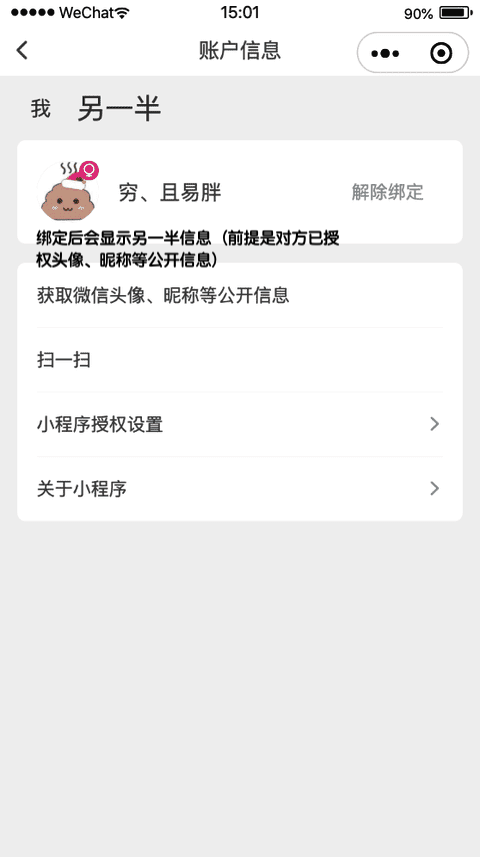 WeChat 15:01 90%
账户信息
我 另一半
穷、且易胖 解除绑定
绑定后会显示另一半信息（前提是对方已授
权头像、昵称等公开信息）
获取微信头像、昵称等公开信息
扫一扫
小程序授权设置
关于小程序